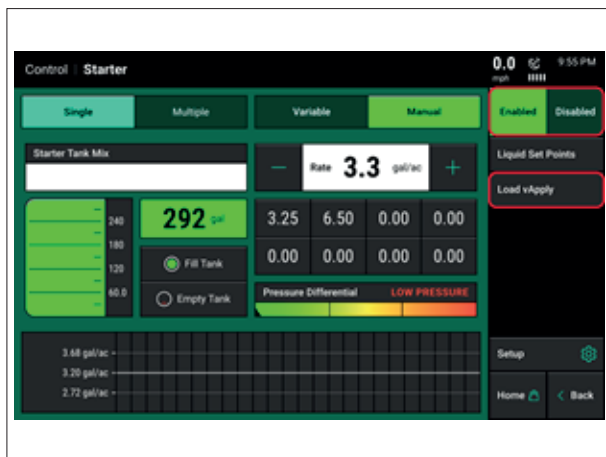 Control Starter
0.0 mph
9:55 PM
Single
Multiple
Variable
Manual
Enabled
Disabled
Starter Tank Mix
— Rate 3.3 gal/ac +
Liquid Set Points
Load vApply
240
180
120
60.0
292 gal
Fill Tank
Empty Tank
3.25 6.50 0.00 0.00
0.00 0.00 0.00 0.00
Pressure Differential LOW PRESSURE
3.68 gal/ac
3.20 gal/ac
2.72 gal/ac
Setup
Home
< Back